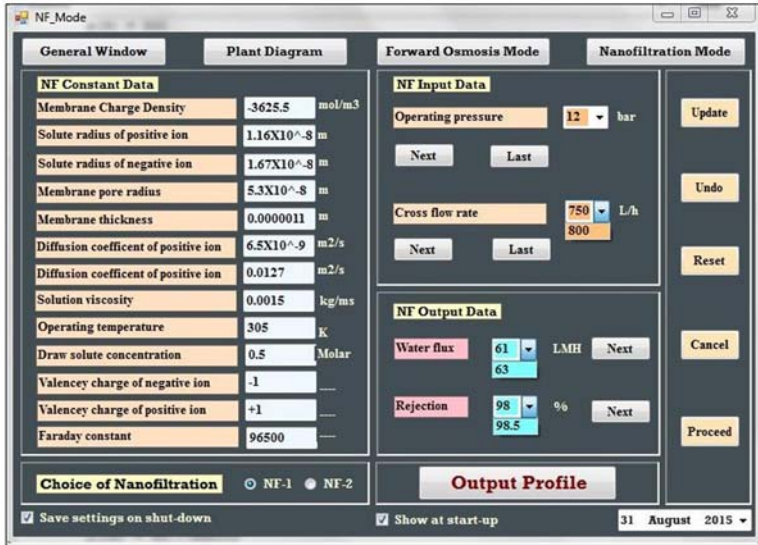 NF_Mode
General Window
Plant Diagram
Forward Osmosis Mode
Nanofiltration Mode
NF Constant Data
Membrane Charge Density -3625.5 mol/m3
Solute radius of positive ion 1.16X10^-8 m
Solute radius of negative ion 1.67X10^-8 m
Membrane pore radius 5.3X10^-8 m
Membrane thickness 0.0000011 m
Diffusion coefficent of positive ion 6.5X10^-9 m2/s
Diffusion coefficent of positive ion 0.0127 m2/s
Solution viscosity 0.0015 kg/ms
Operating temperature 305 K
Draw solute concentration 0.5 Molar
Valencey charge of negative ion -1 ----
Valencey charge of positive ion +1 ----
Faraday constant 96500 ----
NF Input Data
Operating pressure 12 bar
Next Last
Cross flow rate 750 L/h
800
Next Last
NF Output Data
Water flux 61 LMH Next
63
Rejection 98 % Next
98.5
Update
Undo
Reset
Cancel
Proceed
Choice of Nanofiltration NF-1 NF-2
Output Profile
Save settings on shut-down
Show at start-up
31 August 2015